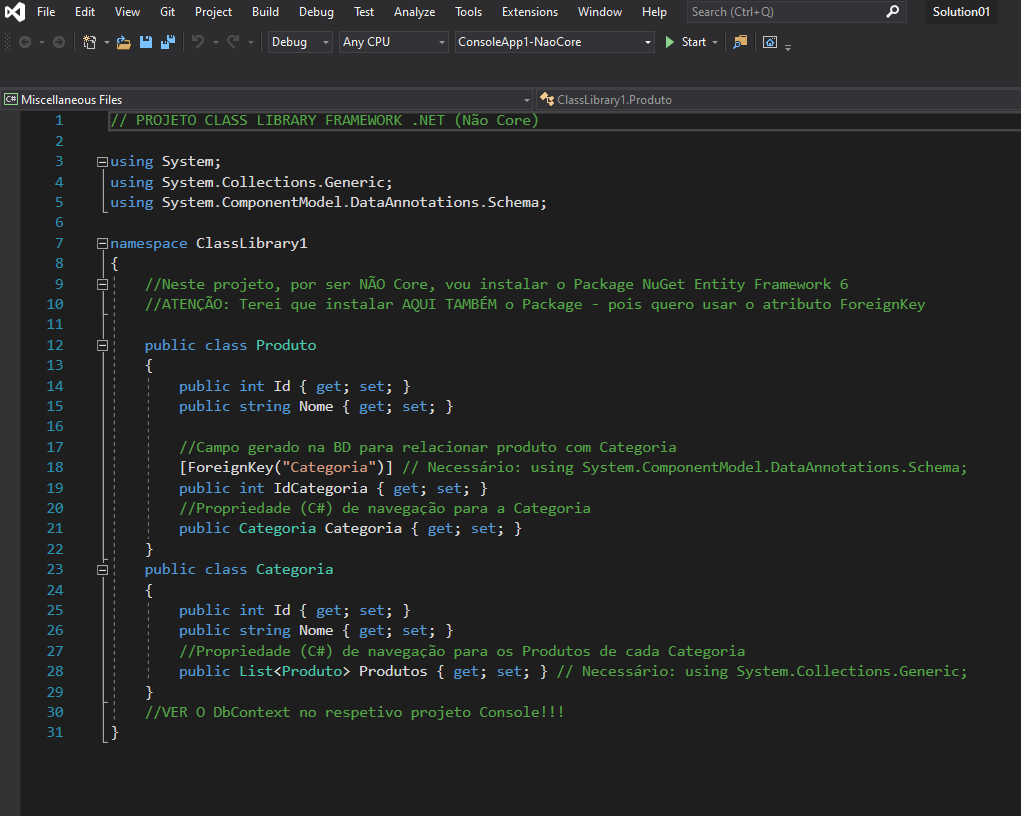 File Edit View Git Project Build Debug Test Analyze Tools Extensions Window Help Search (Ctrl+Q) Solution01
Debug Any CPU ConsoleApp1-NaoCore Start
C# Miscellaneous Files ClassLibrary1.Produto
1 // PROJETO CLASS LIBRARY FRAMEWORK .NET (Não Core)
2
3 using System;
4 using System.Collections.Generic;
5 using System.ComponentModel.DataAnnotations.Schema;
6
7 namespace ClassLibrary1
8 {
9 //Neste projeto, por ser NÃO Core, vou instalar o Package NuGet Entity Framework 6
10 //ATENÇÃO: Terei que instalar AQUI TAMBÉM o Package - pois quero usar o atributo ForeignKey
11
12 public class Produto
13 {
14 public int Id { get; set; }
15 public string Nome { get; set; }
16
17 //Campo gerado na BD para relacionar produto com Categoria
18 [ForeignKey("Categoria")] // Necessário: using System.ComponentModel.DataAnnotations.Schema;
19 public int IdCategoria { get; set; }
20 //Propriedade (C#) de navegação para a Categoria
21 public Categoria Categoria { get; set; }
22 }
23 public class Categoria
24 {
25 public int Id { get; set; }
26 public string Nome { get; set; }
27 //Propriedade (C#) de navegação para os Produtos de cada Categoria
28 public List<Produto> Produtos { get; set; } // Necessário: using System.Collections.Generic;
29 }
30 //VER O DbContext no respetivo projeto Console!!!
31 }